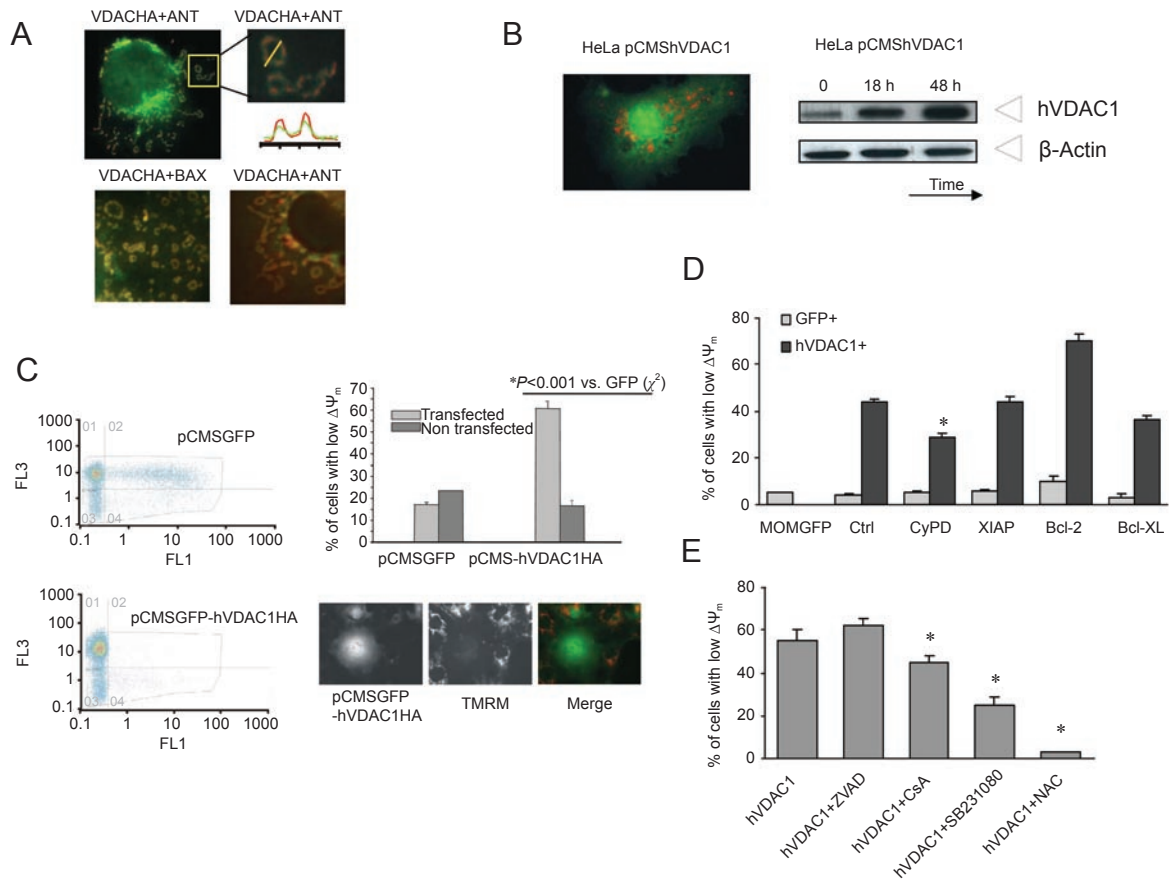 A
VDACHA+ANT
VDACHA+ANT
VDACHA+BAX
VDACHA+ANT
B
HeLa pCMShVDAC1
HeLa pCMShVDAC1
0 18 h 48 h
hVDAC1
β-Actin
Time
C
1000
100
10
1
0.1
FL3
01 02
03 04
pCMSGFP
0.1 1 10 100 1000
FL1
*P<0.001 vs. GFP (χ²)
Transfected
Non transfected
% of cells with low ΔΨm
70
65
60
50
40
30
20
10
0
pCMSGFP pCMS-hVDAC1HA
1000
100
10
1
0.1
FL3
01 02
03 04
pCMSGFP-hVDAC1HA
0.1 1 10 100 1000
FL1
pCMSGFP
-hVDAC1HA
TMRM
Merge
D
GFP+
hVDAC1+
% of cells with low ΔΨm
80
60
40
20
0
*
MOMGFP Ctrl CyPD XIAP Bcl-2 Bcl-XL
E
% of cells with low ΔΨm
80
60
40
20
0
*
*
*
hVDAC1
hVDAC1+ZVAD
hVDAC1+CsA
hVDAC1+SB231080
hVDAC1+NAC